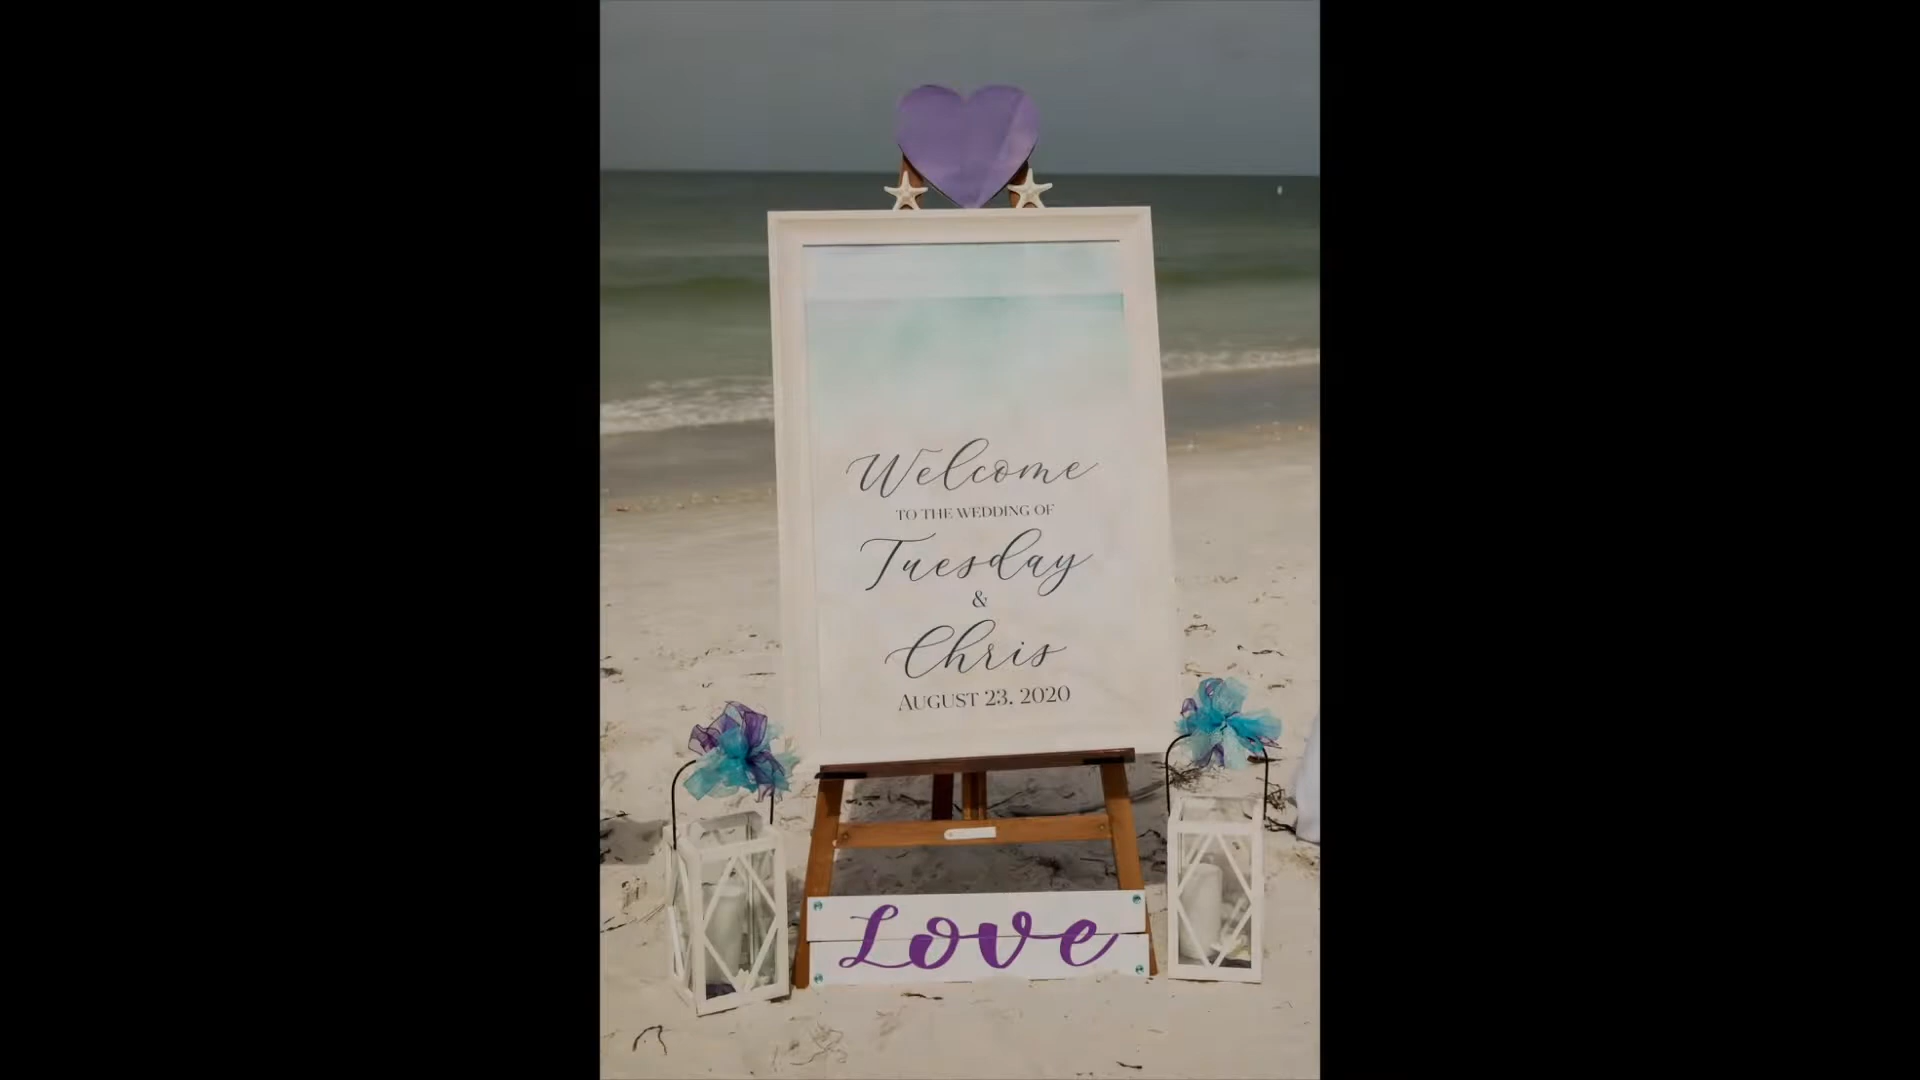 Welcome
TO THE WEDDING OF
Tuesday
&
Chris
AUGUST 23, 2020
Love